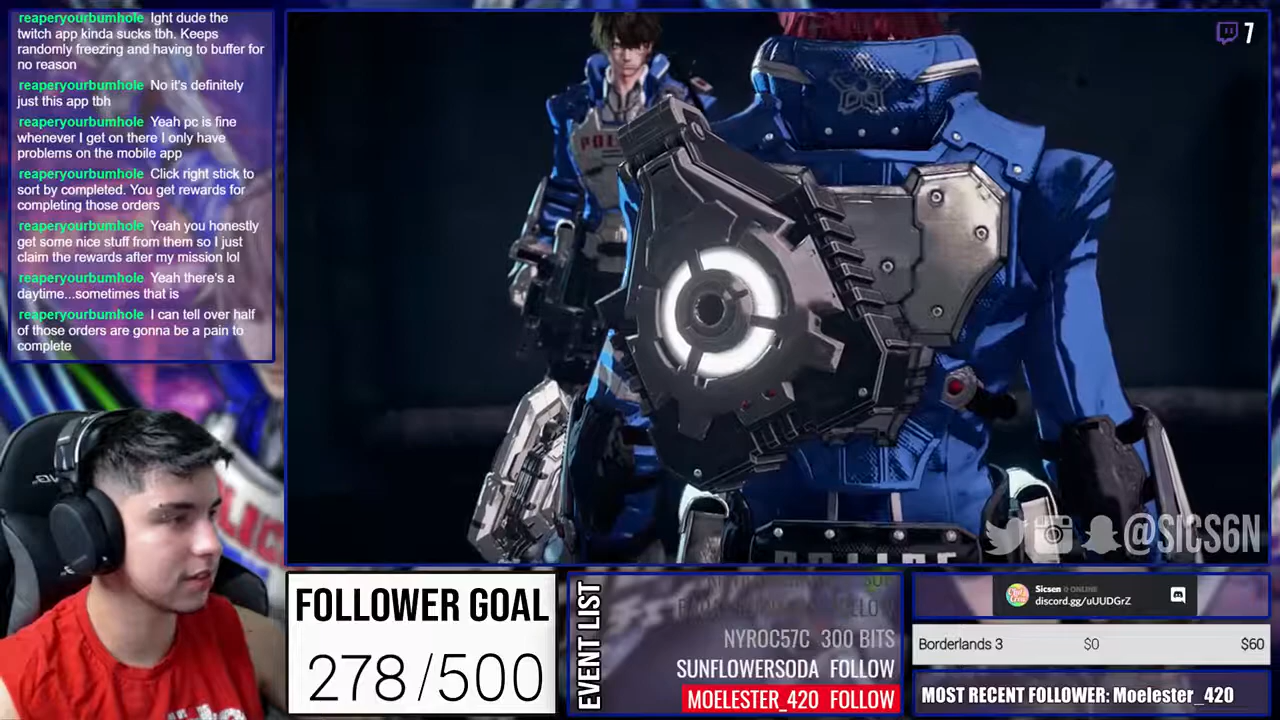 reaperyourbumhole Ight dude the
twitch app kinda sucks tbh. Keeps
randomly freezing and having to buffer for
no reason
reaperyourbumhole No it's definitely
just this app tbh
reaperyourbumhole Yeah pc is fine
whenever I get on there I only have
problems on the mobile app
reaperyourbumhole Click right stick to
sort by completed. You get rewards for
completing those orders
reaperyourbumhole Yeah you honestly
get some nice stuff from them so I just
claim the rewards after my mission lol
reaperyourbumhole Yeah there's a
daytime...sometimes that is
reaperyourbumhole I can tell over half
of those orders are gonna be a pain to
complete
7
POLICE
@SICS6N
FOLLOWER GOAL
278/500
EVENT LIST
NYROC57C 300 BITS
SUNFLOWERSODA FOLLOW
MOELESTER_420 FOLLOW
Sicsen ONLINE
discord.gg/uUUDGrZ
Borderlands 3 $0 $60
MOST RECENT FOLLOWER: Moelester_420